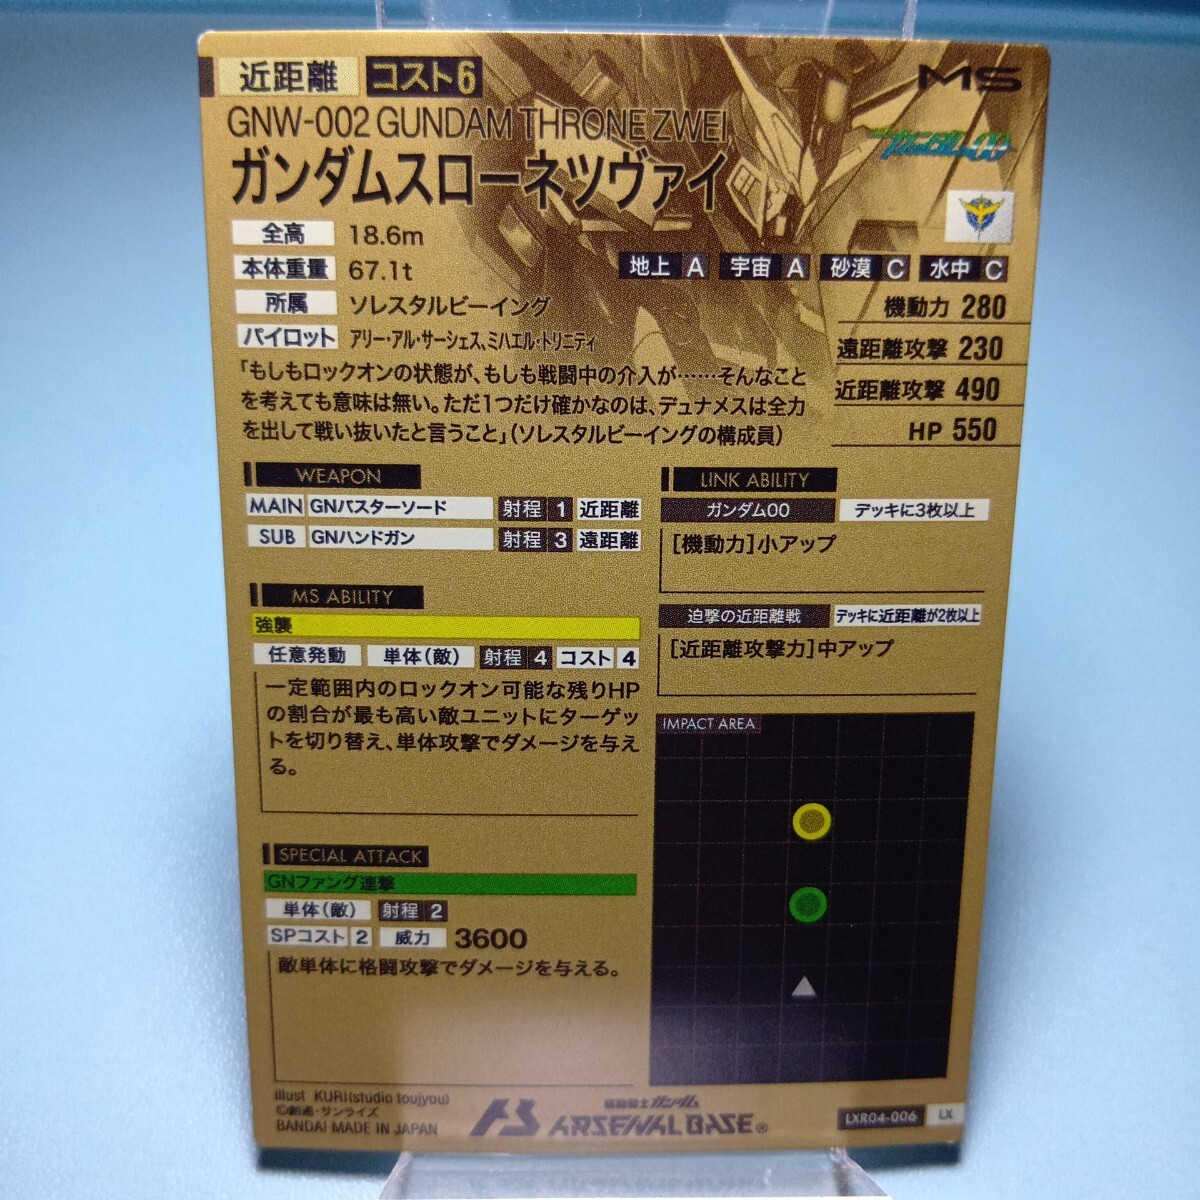 近距離 コスト6 MS
GNW-002 GUNDAM THRONE ZWEI
ガンダムスローネツヴァイ
ガンダム00
全高 18.6m
本体重量 67.1t
地上 A 宇宙 A 砂漠 C 水中 C
所属 ソレスタルビーイング
パイロット アリー・アル・サーシェス、ミハエル・トリニティ
機動力 280
遠距離攻撃 230
近距離攻撃 490
HP 550
「もしもロックオンの状態が、もしも戦闘中の介入が……そんなこと
を考えても意味は無い。ただ1つだけ確かなのは、デュナメスは全力
を出して戦い抜いたと言うこと」(ソレスタルビーイングの構成員)
WEAPON
MAIN GNバスターソード 射程 1 近距離
SUB GNハンドガン 射程 3 遠距離
MS ABILITY
強襲
任意発動 単体(敵) 射程 4 コスト 4
一定範囲内のロックオン可能な残りHP
の割合が最も高い敵ユニットにターゲッ
トを切り替え、単体攻撃でダメージを与え
る。
SPECIAL ATTACK
GNファング連撃
単体(敵) 射程 2
SPコスト 2 威力 3600
敵単体に格闘攻撃でダメージを与える。
LINK ABILITY
ガンダム00 デッキに3枚以上
[機動力]小アップ
迫撃の近距離戦 デッキに近距離が2枚以上
[近距離攻撃力]中アップ
IMPACT AREA
illust KURI(studio toujyou)
©創通・サンライズ
BANDAI MADE IN JAPAN
AB 機動戦士ガンダム
ARSENAL BASE®
LXR04-006 LX